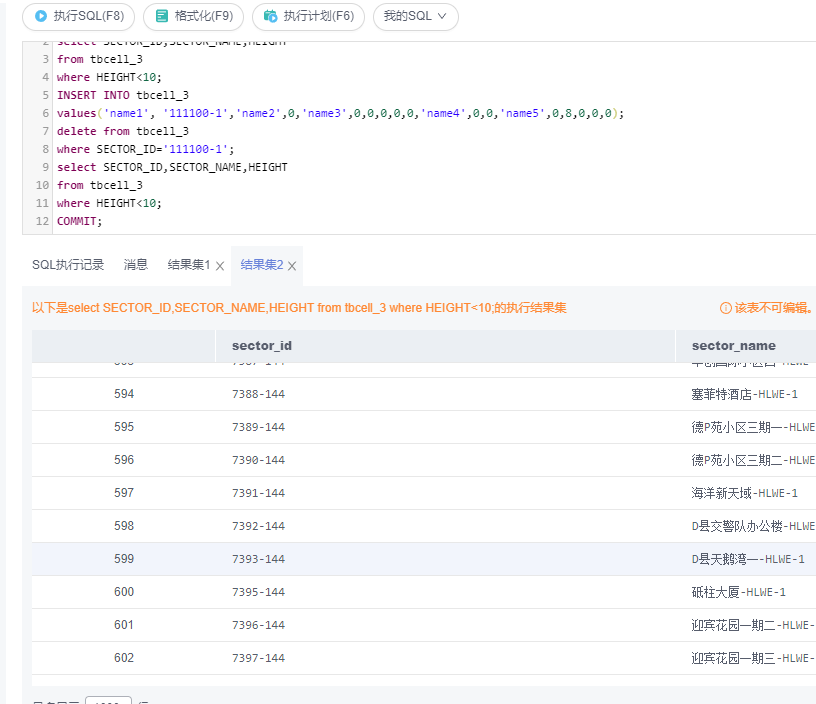 执行SQL(F8) 格式化(F9) 执行计划(F6) 我的SQL
2 select SECTOR_ID,SECTOR_NAME,HEIGHT
3 from tbcell_3
4 where HEIGHT<10;
5 INSERT INTO tbcell_3
6 values('name1', '111100-1','name2',0,'name3',0,0,0,0,0,'name4',0,0,'name5',0,8,0,0,0);
7 delete from tbcell_3
8 where SECTOR_ID='111100-1';
9 select SECTOR_ID,SECTOR_NAME,HEIGHT
10 from tbcell_3
11 where HEIGHT<10;
12 COMMIT;
SQL执行记录 消息 结果集1 结果集2
以下是select SECTOR_ID,SECTOR_NAME,HEIGHT from tbcell_3 where HEIGHT<10;的执行结果集 该表不可编辑。
sector_id sector_name
594 7388-144 塞菲特酒店-HLWE-1
595 7389-144 德P苑小区三期一-HLWE
596 7390-144 德P苑小区三期二-HLWE
597 7391-144 海洋新天域-HLWE-1
598 7392-144 D县交警队办公楼-HLWE
599 7393-144 D县天鹅湾一-HLWE-1
600 7395-144 砥柱大厦-HLWE-1
601 7396-144 迎宾花园一期二-HLWE-
602 7397-144 迎宾花园一期三-HLWE-